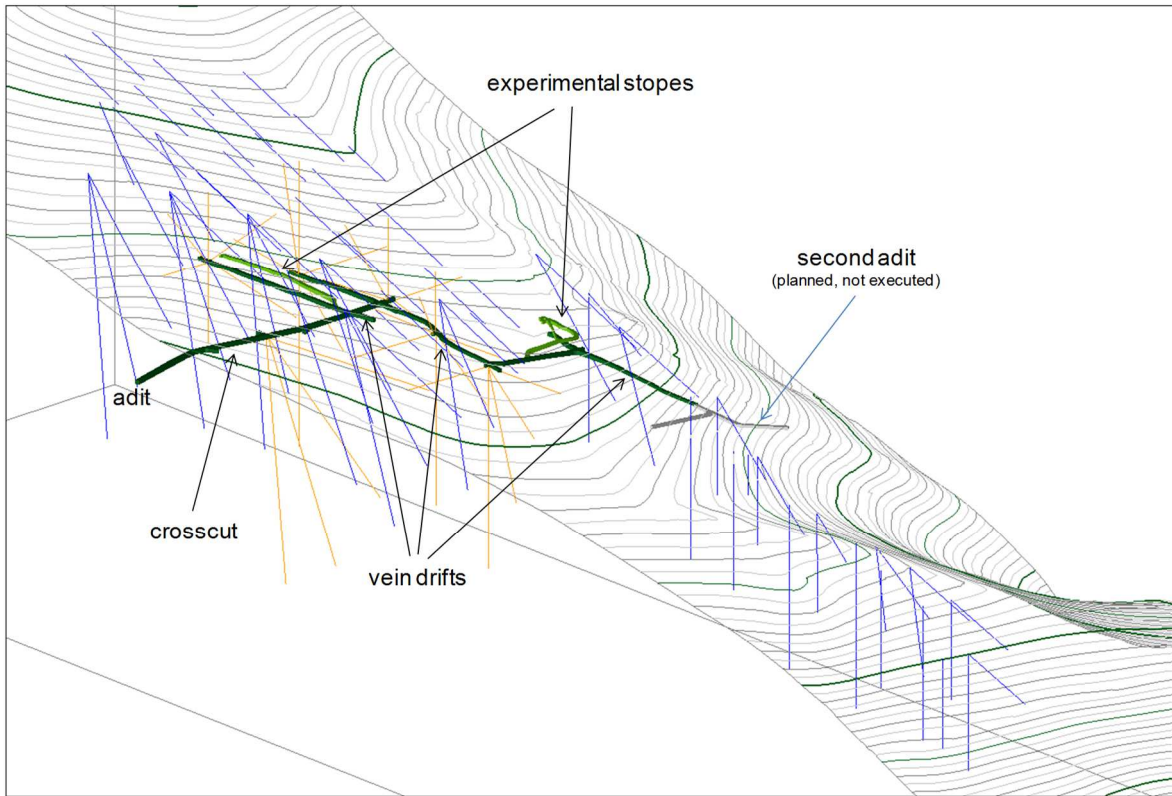 experimental stopes
second adit
(planned, not executed)
adit
crosscut
vein drifts